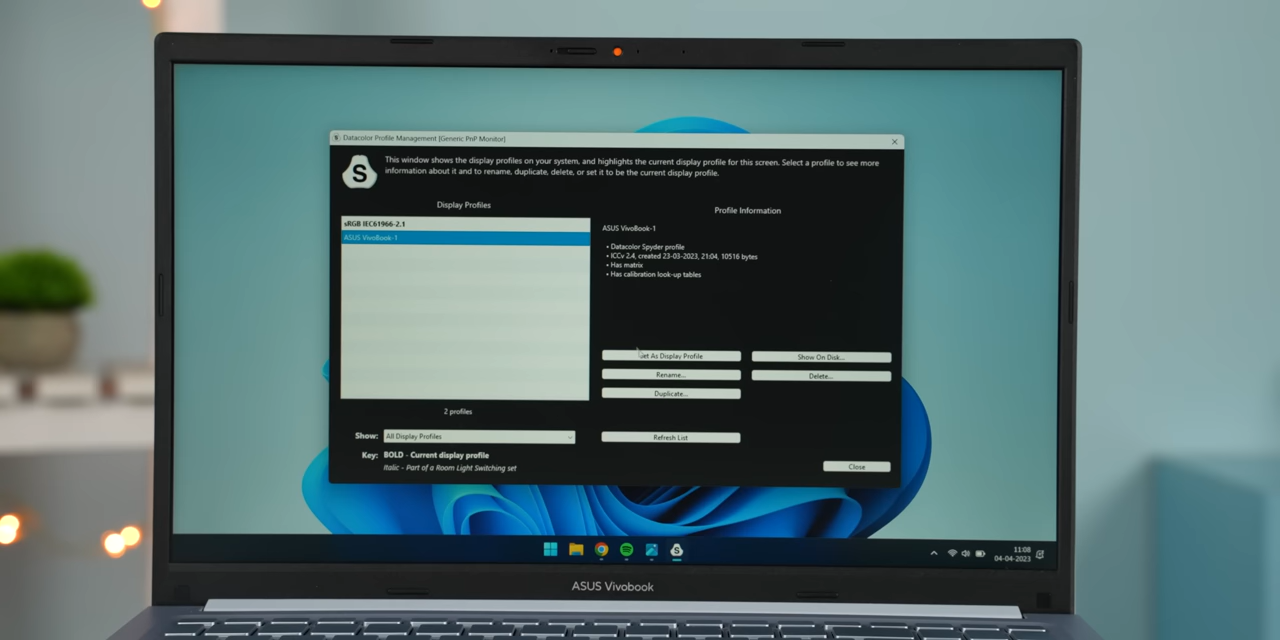 Datacolor Profile Management [Generic PnP Monitor]
S
This window shows the display profiles on your system, and highlights the current display profile for this screen. Select a profile to see more
information about it and to rename, duplicate, delete, or set it to be the current display profile.
Display Profiles
sRGB IEC61966-2.1
ASUS VivoBook-1
2 profiles
Show: All Display Profiles
Key: BOLD - Current display profile
Italic - Part of a Room Light Switching set
Profile Information
ASUS VivoBook-1
• Datacolor Spyder profile
• ICCv 2.4, created 23-03-2023, 21:04, 10516 bytes
• Has matrix
• Has calibration look-up tables
Set As Display Profile
Show On Disk...
Rename...
Delete...
Duplicate...
Refresh List
Close
S
11:08
04-04-2023
ASUS Vivobook